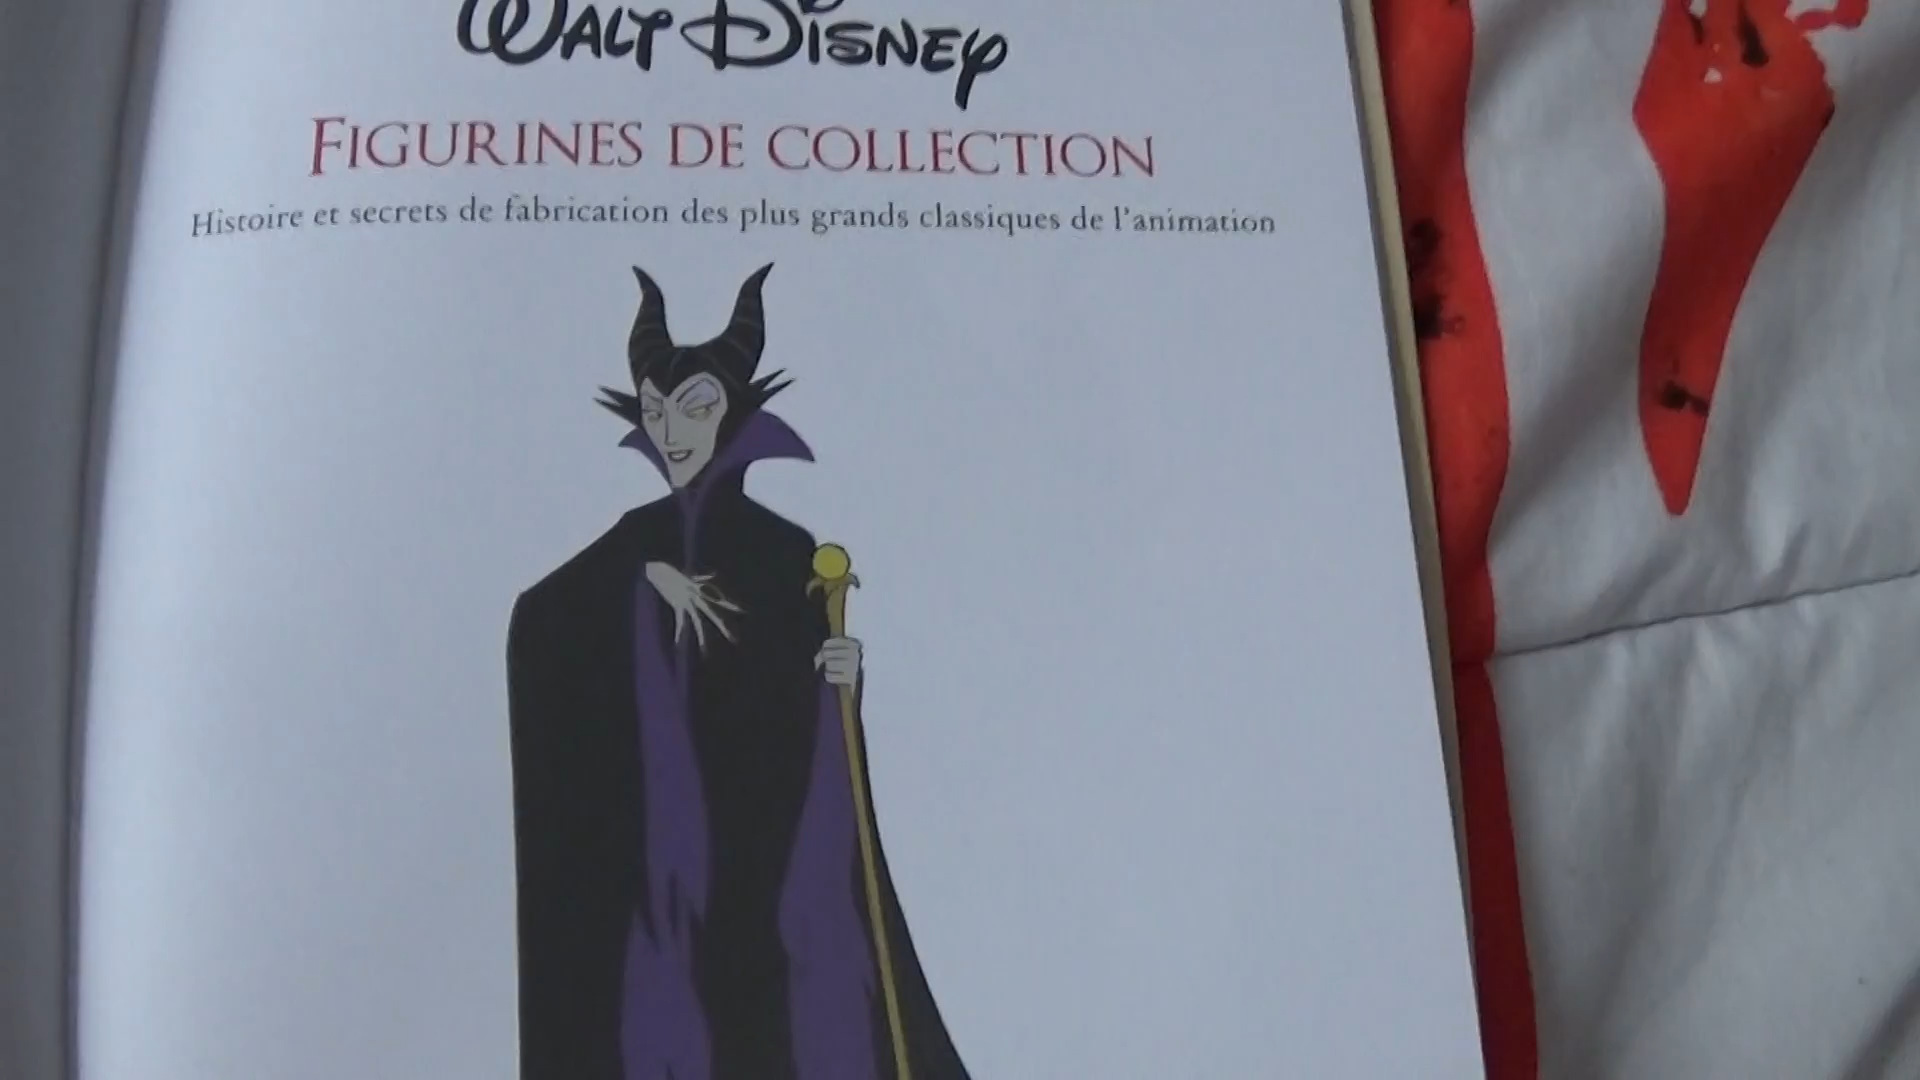 Walt Disney
Figurines de collection
Histoire et secrets de fabrication des plus grands classiques de l'animation